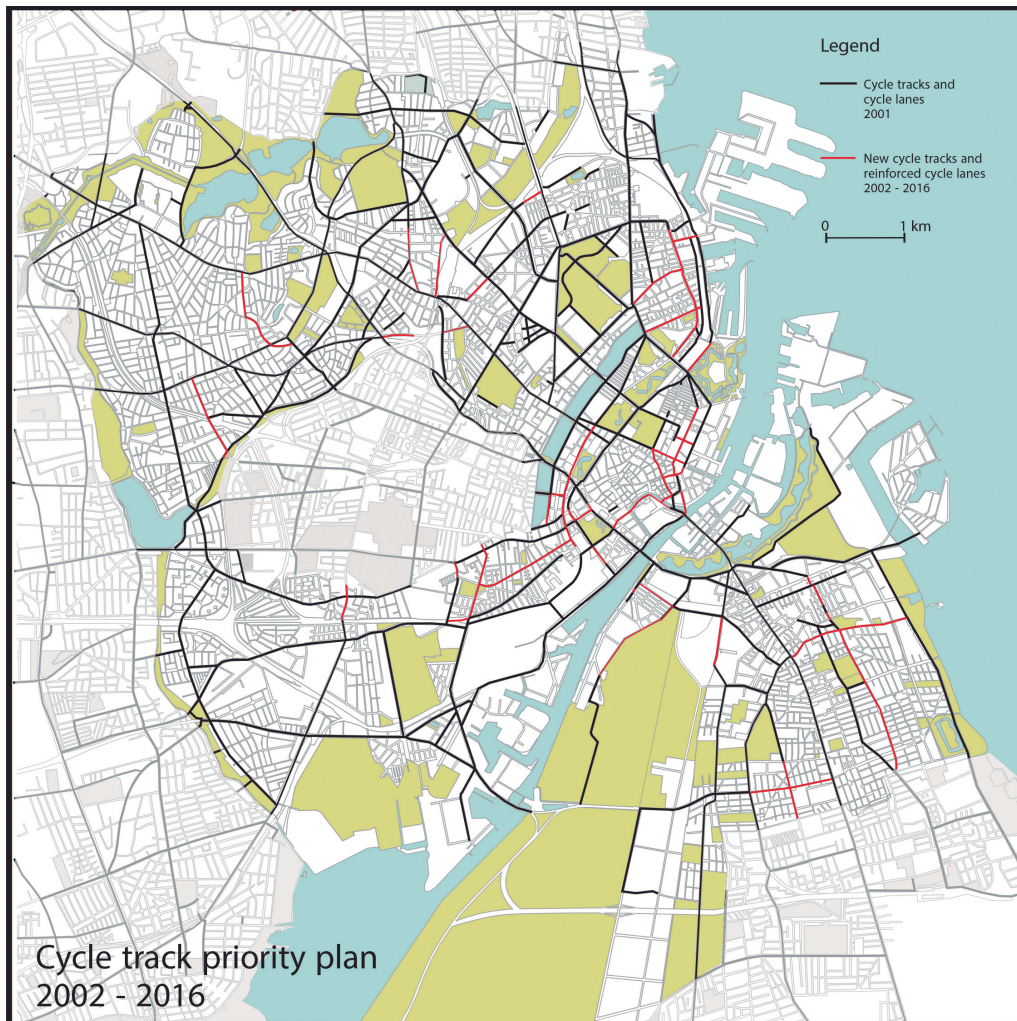 Legend
Cycle tracks and
cycle lanes
2001
New cycle tracks and
reinforced cycle lanes
2002 - 2016
0 1 km
Cycle track priority plan
2002 - 2016